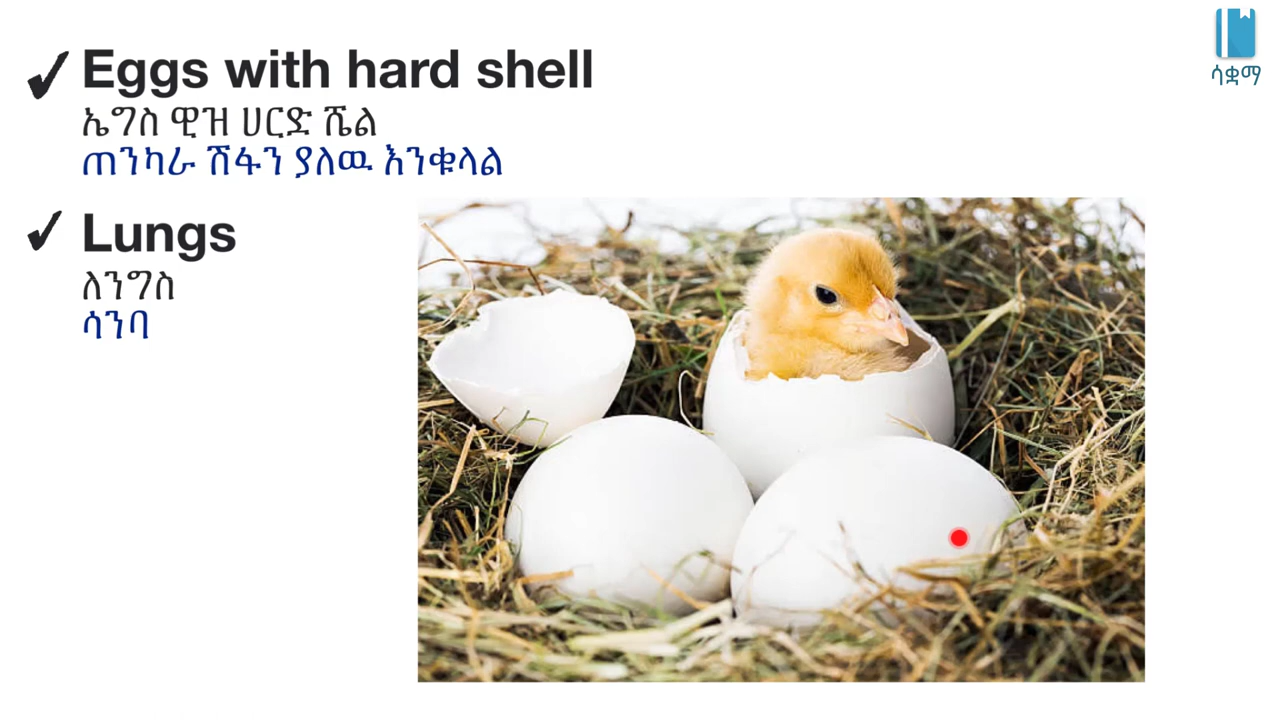 ✓ Eggs with hard shell
ኤግስ ዊዝ ሀርድ ሼል
ጠንካራ ሽፋን ያለዉ እንቁላል
✓ Lungs
ለንግስ
ሳንባ
ሳቋማ